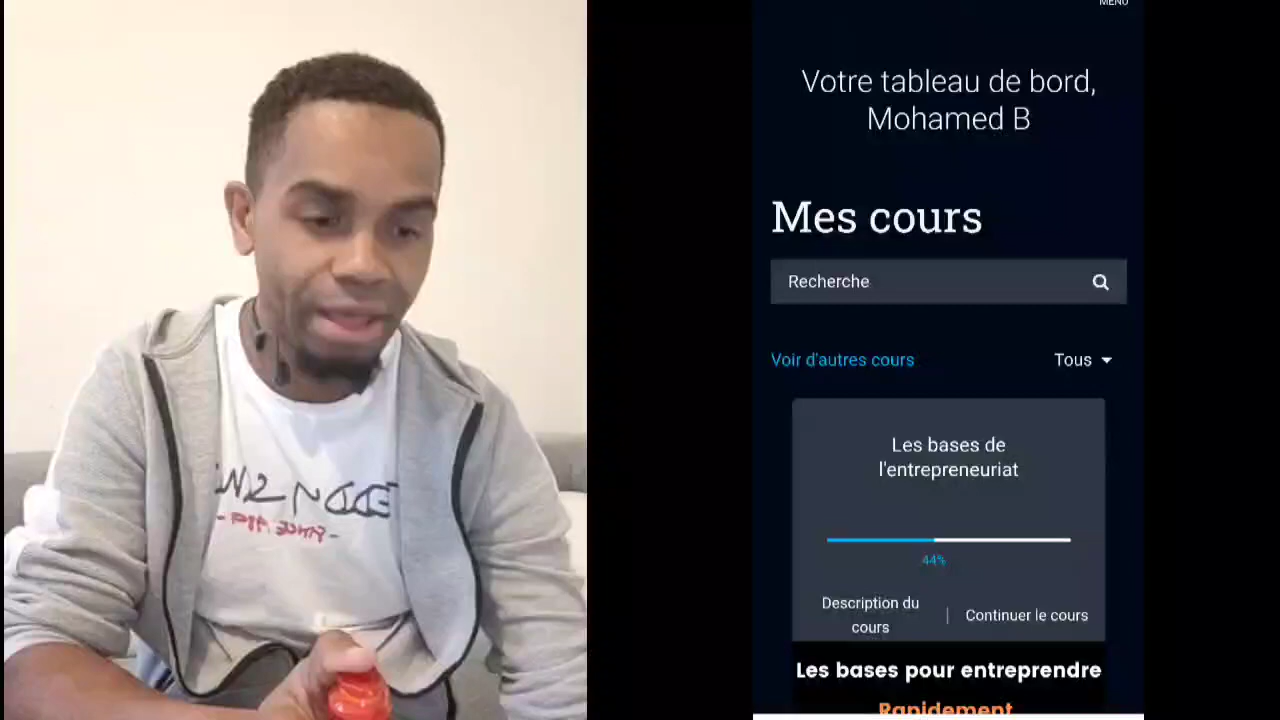 MENU
Votre tableau de bord,
Mohamed B
Mes cours
Recherche
Voir d'autres cours
Tous
Les bases de
l'entrepreneuriat
44%
Description du
cours
Continuer le cours
Les bases pour entreprendre
Rapidement